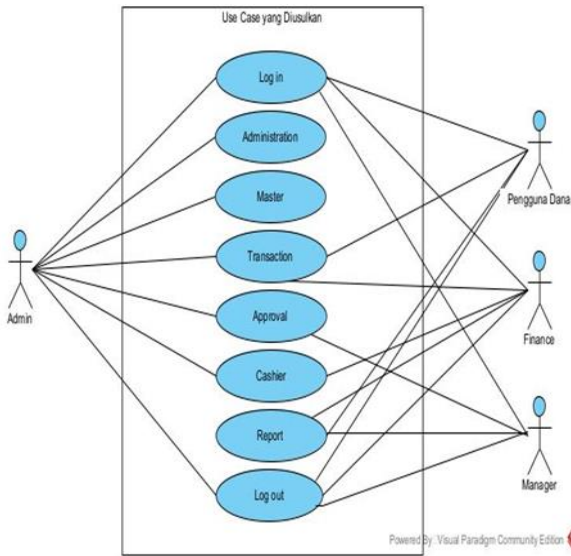 Use Case yang Diusulkan
Log in
Administration
Master
Transaction
Approval
Cashier
Report
Log out
Admin
Pengguna Dana
Finance
Manager
Powered By: Visual Paradigm Community Edition